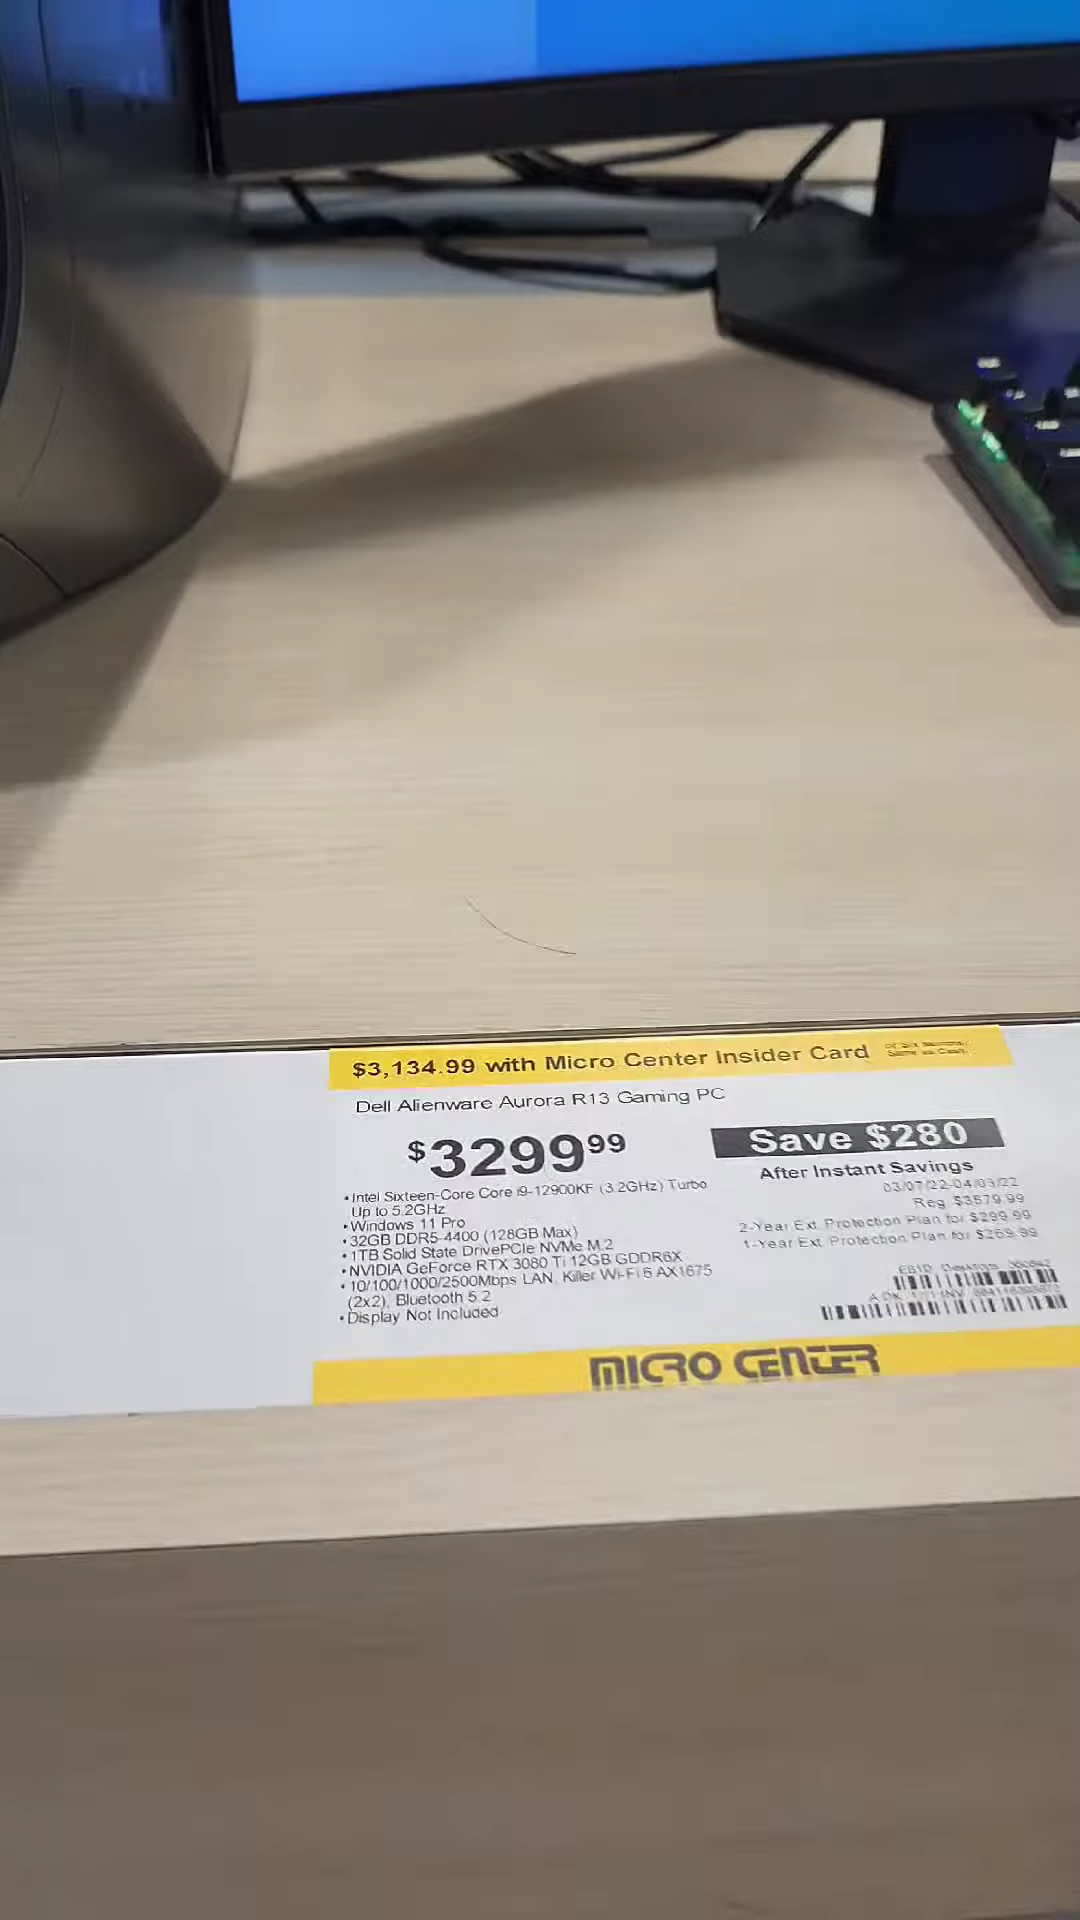 $3,134.99 with Micro Center Insider Card
Dell Alienware Aurora R13 Gaming PC
$3299 99
Save $280
After Instant Savings
03/07/22-04/03/22
Reg $3579.99
2-Year Ext. Protection Plan for $299.99
1-Year Ext. Protection Plan for $269.99
•Intel Sixteen-Core Core i9-12900KF (3.2GHz) Turbo
Up to 5.2GHz
•Windows 11 Pro
•32GB DDR5-4400 (128GB Max)
•1TB Solid State DrivePCIe NVMe M.2
•NVIDIA GeForce RTX 3080 Ti 12GB GDDR6X
•10/100/1000/2500Mbps LAN, Killer Wi-Fi 6 AX1675
(2x2), Bluetooth 5.2
•Display Not Included
MICRO CENTER